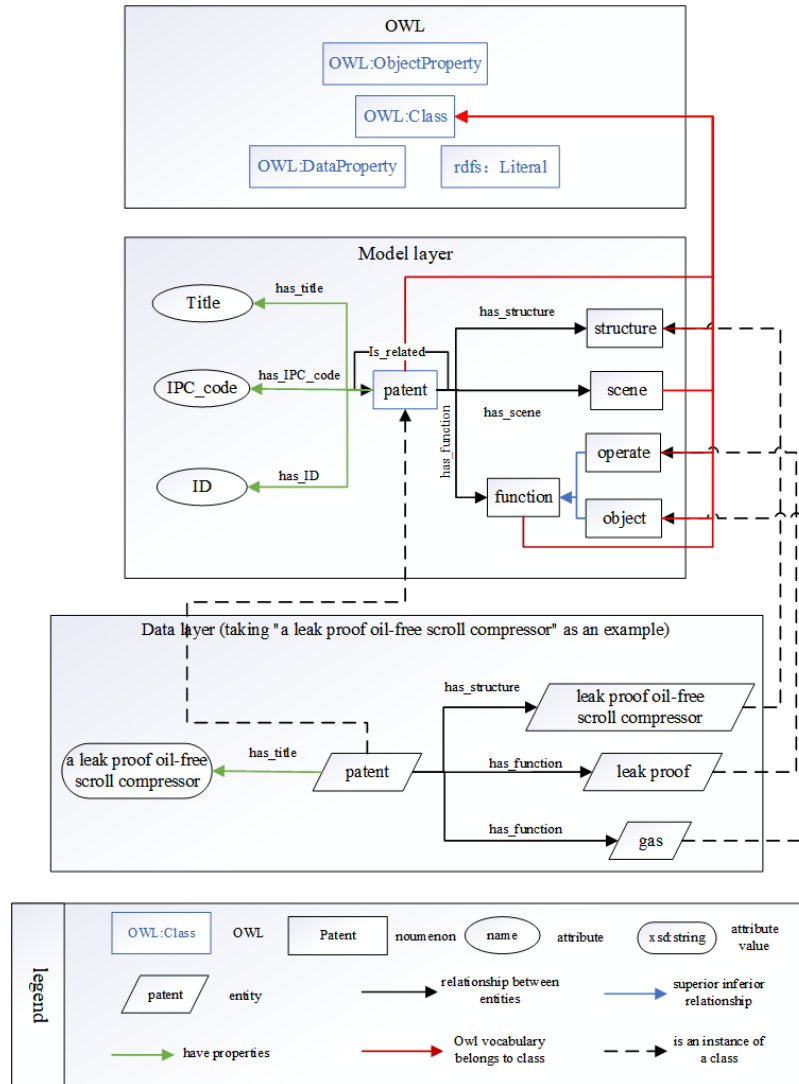 OWL
OWL:ObjectProperty
OWL:Class
OWL:DataProperty
rdfs：Literal
Model layer
Title
has_title
has_structure
structure
Is_related
IPC_code
has_IPC_code
patent
scene
has_scene
has_function
operate
ID
has_ID
function
object
Data layer (taking "a leak proof oil-free scroll compressor" as an example)
has_structure
leak proof oil-free
scroll compressor
a leak proof oil-free
scroll compressor
has_title
patent
has_function
leak proof
has_function
gas
legend
OWL:Class
OWL
Patent
noumenon
name
attribute
xsd:string
attribute
value
patent
entity
relationship between
entities
superior inferior
relationship
have properties
Owl vocabulary
belongs to class
is an instance of
a class